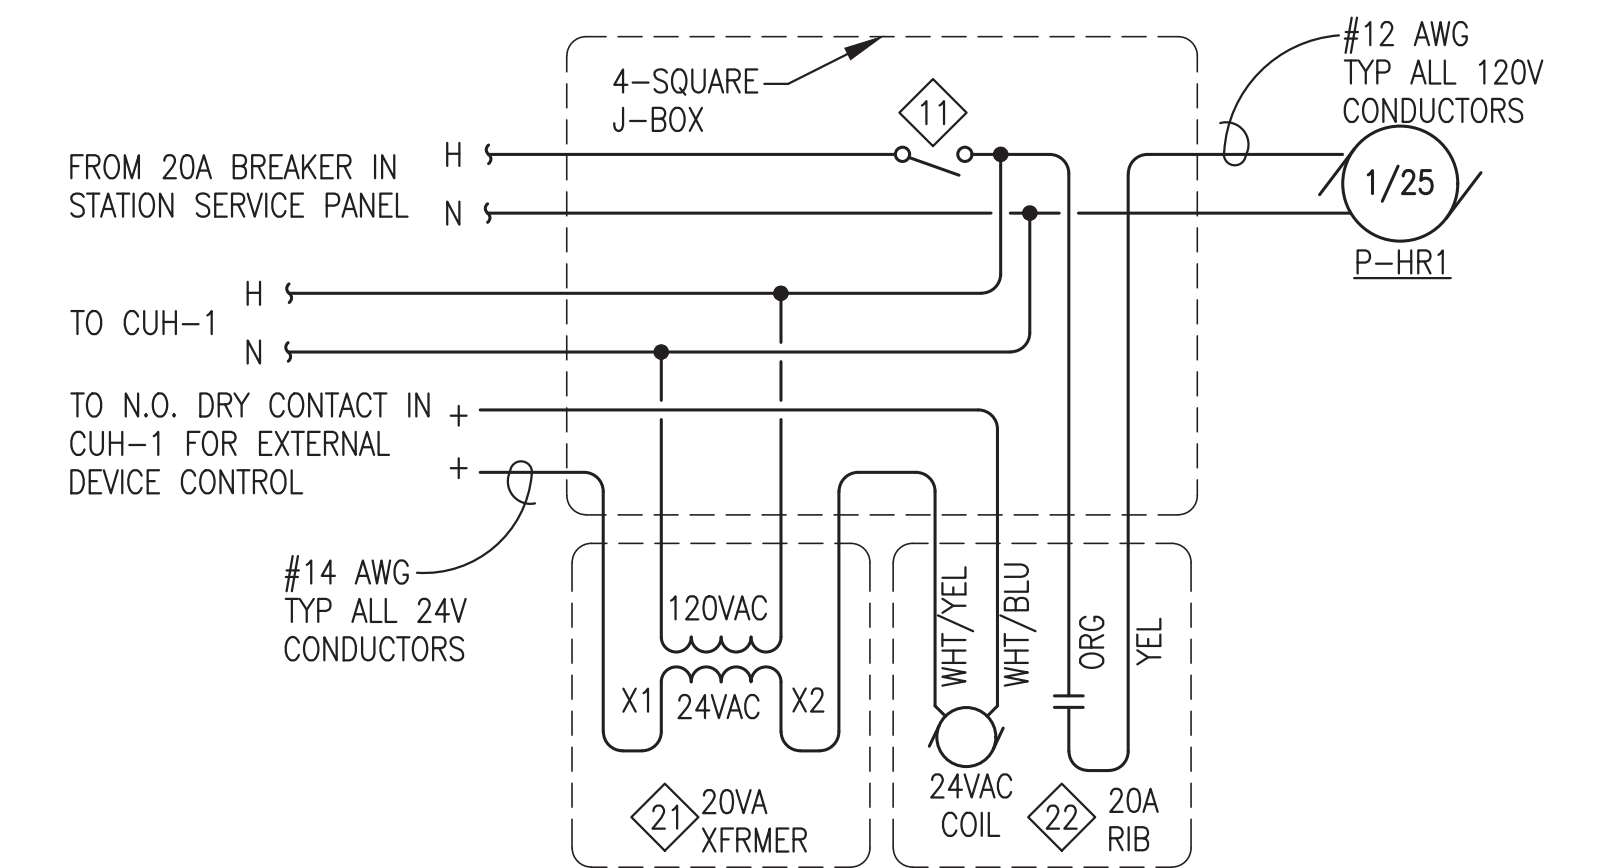 #12 AWG
TYP ALL 120V
CONDUCTORS
4-SQUARE
J-BOX
11
FROM 20A BREAKER IN
STATION SERVICE PANEL
H
N
1/25
P-HR1
TO CUH-1
H
N
TO N.O. DRY CONTACT IN
CUH-1 FOR EXTERNAL
DEVICE CONTROL
+
+
#14 AWG
TYP ALL 24V
CONDUCTORS
120VAC
X1
24VAC
X2
WHT/YEL
WHT/BLU
ORG
YEL
21
20VA
XFRMER
24VAC
COIL
22
20A
RIB